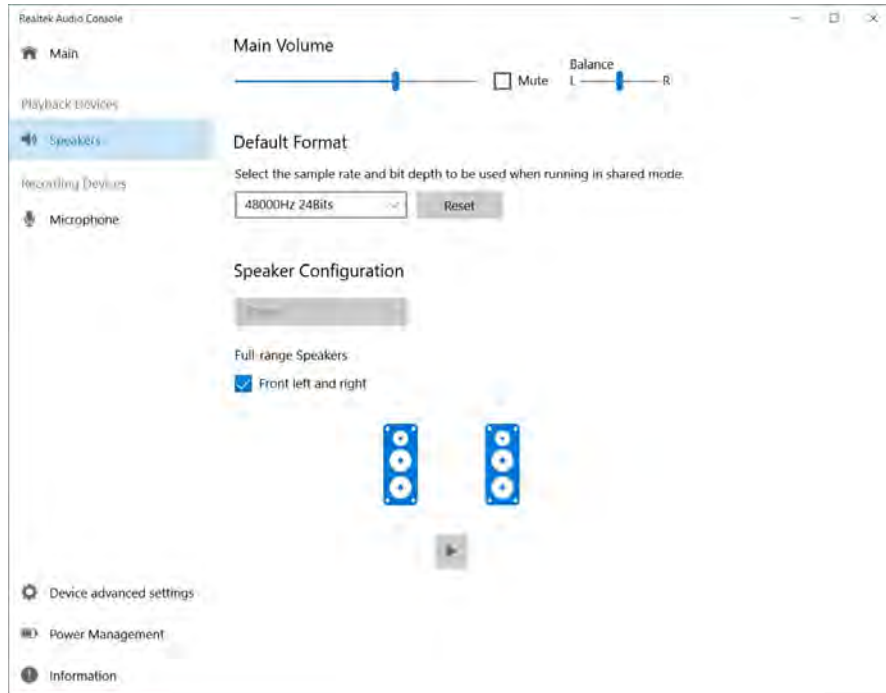 Realtek Audio Console
Main
Playback Devices
Speakers
Recording Devices
Microphone
Device advanced settings
Power Management
Information
Main Volume
Mute
Balance
L R
Default Format
Select the sample rate and bit depth to be used when running in shared mode.
48000Hz 24Bits
Reset
Speaker Configuration
Full-range Speakers
Front left and right